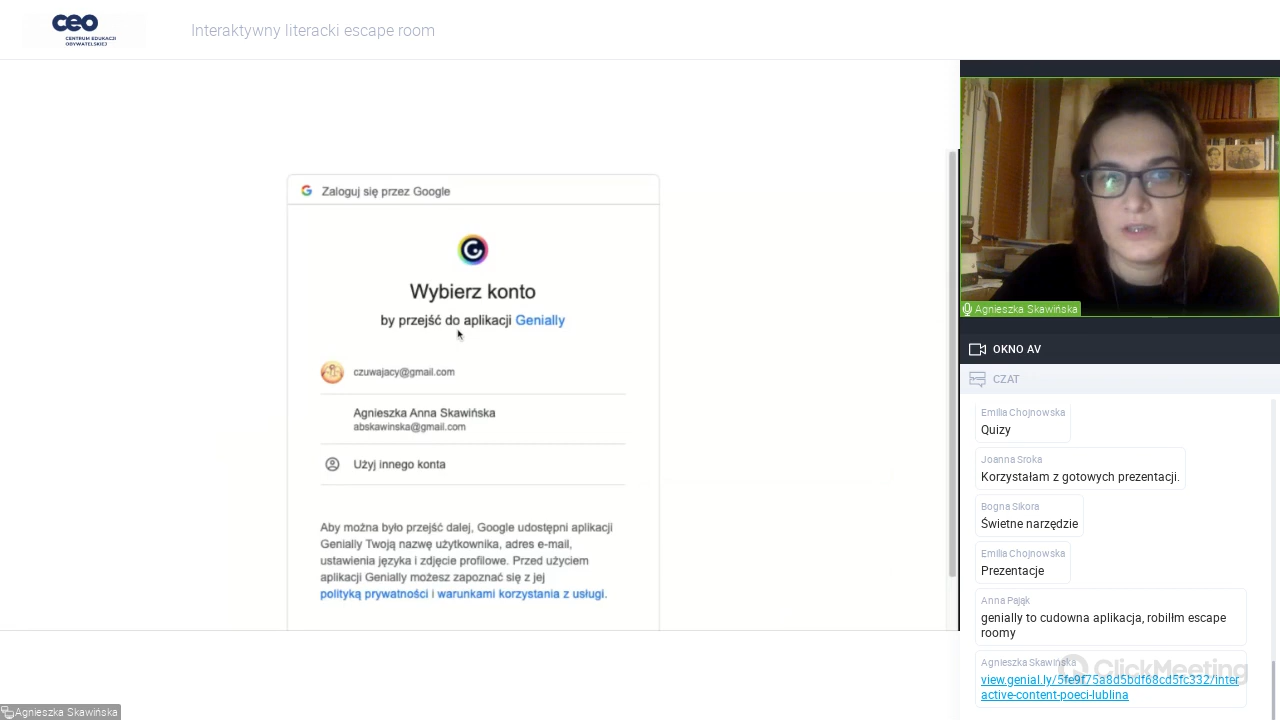 ceo
CENTRUM EDUKACJI
OBYWATELSKIEJ
Interaktywny literacki escape room
Zaloguj się przez Google
Wybierz konto
by przejść do aplikacji Genially
czuwajacy@gmail.com
Agnieszka Anna Skawińska
abskawinska@gmail.com
Użyj innego konta
Aby można było przejść dalej, Google udostępni aplikacji
Genially Twoją nazwę użytkownika, adres e-mail,
ustawienia języka i zdjęcie profilowe. Przed użyciem
aplikacji Genially możesz zapoznać się z jej
polityką prywatności i warunkami korzystania z usługi.
Agnieszka Skawińska
Agnieszka Skawińska
OKNO AV
CZAT
Emilia Chojnowska
Quizy
Joanna Sroka
Korzystałam z gotowych prezentacji.
Bogna Sikora
Świetne narzędzie
Emilia Chojnowska
Prezentacje
Anna Pająk
genially to cudowna aplikacja, robiłłm escape
roomy
Agnieszka Skawińska
ClickMeeting
view.genial.ly/5fe9f75a8d5bdf68cd5fc332/inter
active-content-poeci-lublina